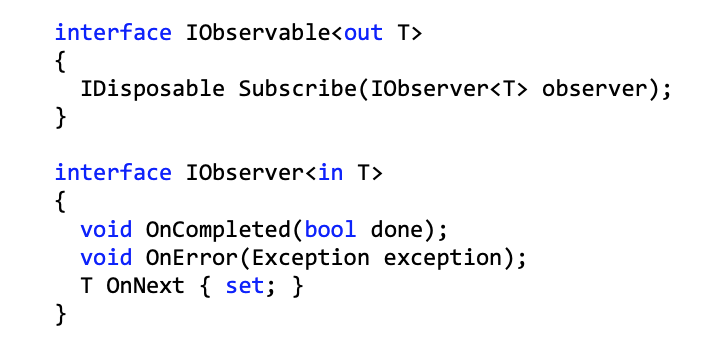 interface IObservable<out T>
{
IDisposable Subscribe(IObserver<T> observer);
}
interface IObserver<in T>
{
void OnCompleted(bool done);
void OnError(Exception exception);
T OnNext { set; }
}